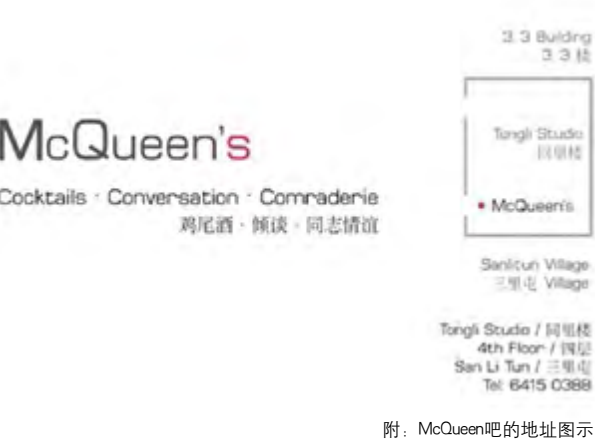 McQueen's
Cocktails · Conversation · Comraderie
鸡尾酒 · 倾谈 · 同志情谊
3.3 Building
3.3 楼
Tongli Studio
同里楼
• McQueen's
Sanlitun Village
三里屯 Village
Tongli Studio / 同里楼
4th Floor / 四层
San Li Tun / 三里屯
Tel: 6415 0388
附：McQueen吧的地址图示